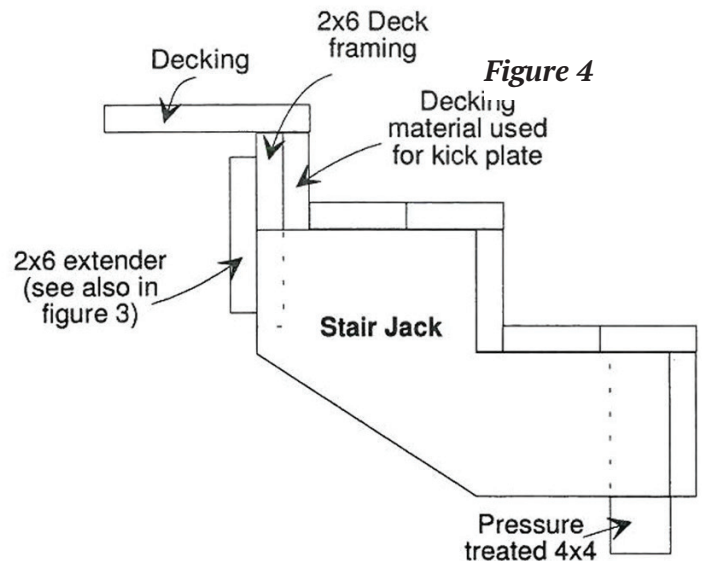 2x6 Deck
framing
Decking
Figure 4
Decking
material used
for kick plate
2x6 extender
(see also in
figure 3)
Stair Jack
Pressure
treated 4x4